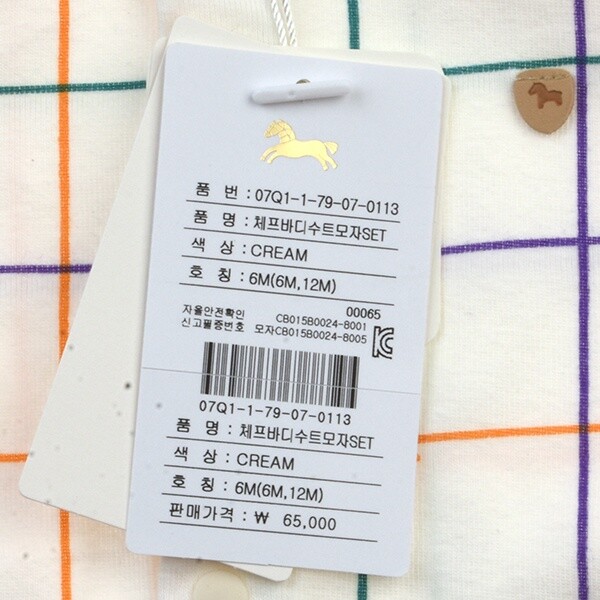 품 번 : 07Q1-1-79-07-0113
품 명 : 체프바디수트모자SET
색 상 : CREAM
호 칭 : 6M(6M,12M)
00065
자율안전확인 CB015B0024-8001
신고필증번호 모자CB015B0024-8005
07Q1-1-79-07-0113
품 명 : 체프바디수트모자SET
색 상 : CREAM
호 칭 : 6M(6M,12M)
판매가격 : ₩ 65,000